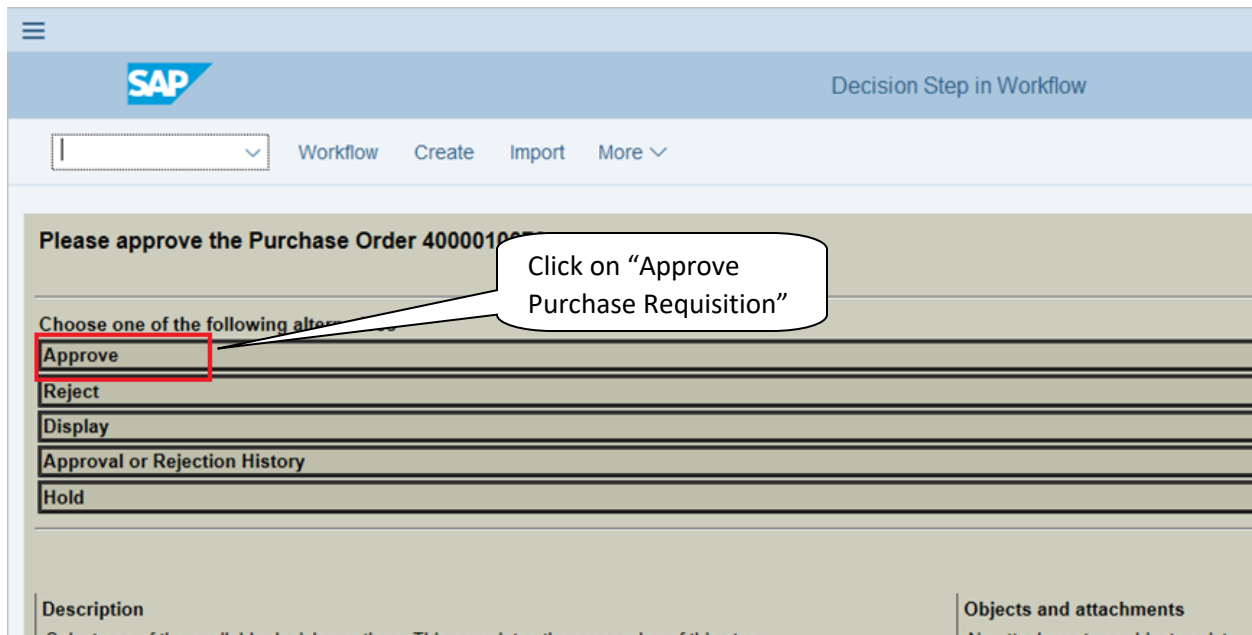 SAP
Decision Step in Workflow
Workflow Create Import More
Please approve the Purchase Order
Click on “Approve
Purchase Requisition”
Choose one of the following
Approve
Reject
Display
Approval or Rejection History
Hold
Description
Objects and attachments